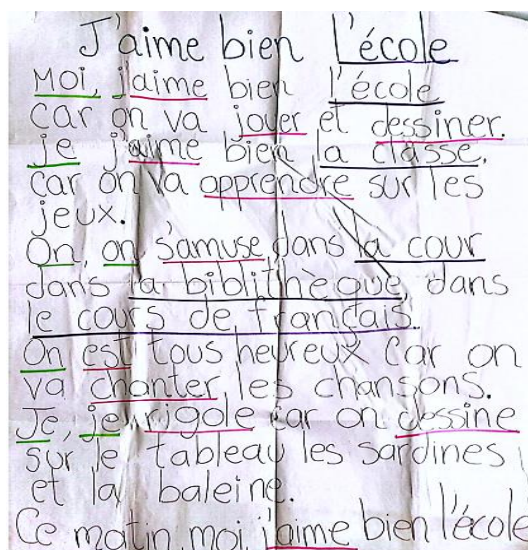 J'aime bien l'école
Moi, j'aime bien l'école
car on va jouer et dessiner.
je j'aime bien la classe.
car on va apprendre sur les
jeux.
On, on s'amuse dans la cour
dans la biblithèque, dans
le cours de français.
On est tous heureux car on
va chanter les chansons.
Je, je rigole car on dessine
sur le tableau les sardines
et la baleine.
Ce matin, moi j'aime bien l'école